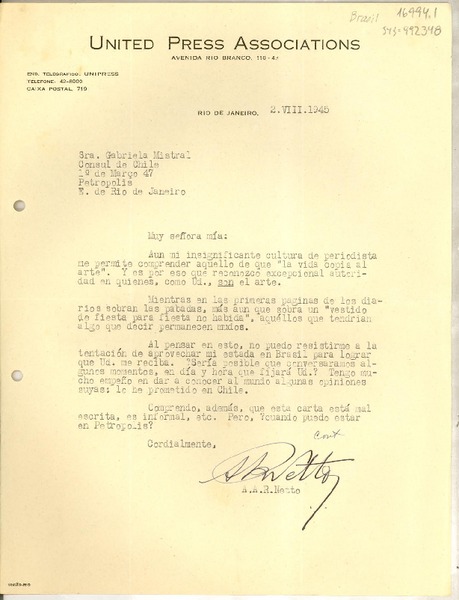 Brasil
16494.1
343-492348
UNITED PRESS ASSOCIATIONS
AVENIDA RIO BRANCO, 110-4º
END. TELEGRAFICO: UNIPRESS
TELEFONE: 42-6000
CAIXA POSTAL 719
RIO DE JANEIRO, 2.VIII.1945
Sra. Gabriela Mistral
Consul de Chile
1º de Março 47
Petropolis
E. de Rio de Janeiro
Muy señora mía:
Aun mi insignificante cultura de periodista
me permite comprender aquello de que "la vida copia al
arte". Y es por eso que reconozco excepcional autori-
dad en quienes, como Ud., son el arte.
Mientras en las primeras paginas de los dia-
rios sobran las pabadas, más aun que sobra un "vestido
de fiesta para fiesta no habida", aquéllos que tendrían
algo que decir permanecen mudos.
Al pensar en esto, no puedo resistirme a la
tentación de aprovechar mi estada en Brasil para lograr
que Ud. me reciba. ?Sería posible que conversaramos al-
gunos momentos, en día y hora que fijará Ud.? Tengo mu-
cho empeño en dar a conocer al mundo algunas opiniones
suyas: lo he prometido en Chile.
Comprendo, además, que esta carta está mal
escrita, es informal, etc. Pero, ?cuando puedo estar
en Petropolis?
Cordialmente,
A.A.R.Netto